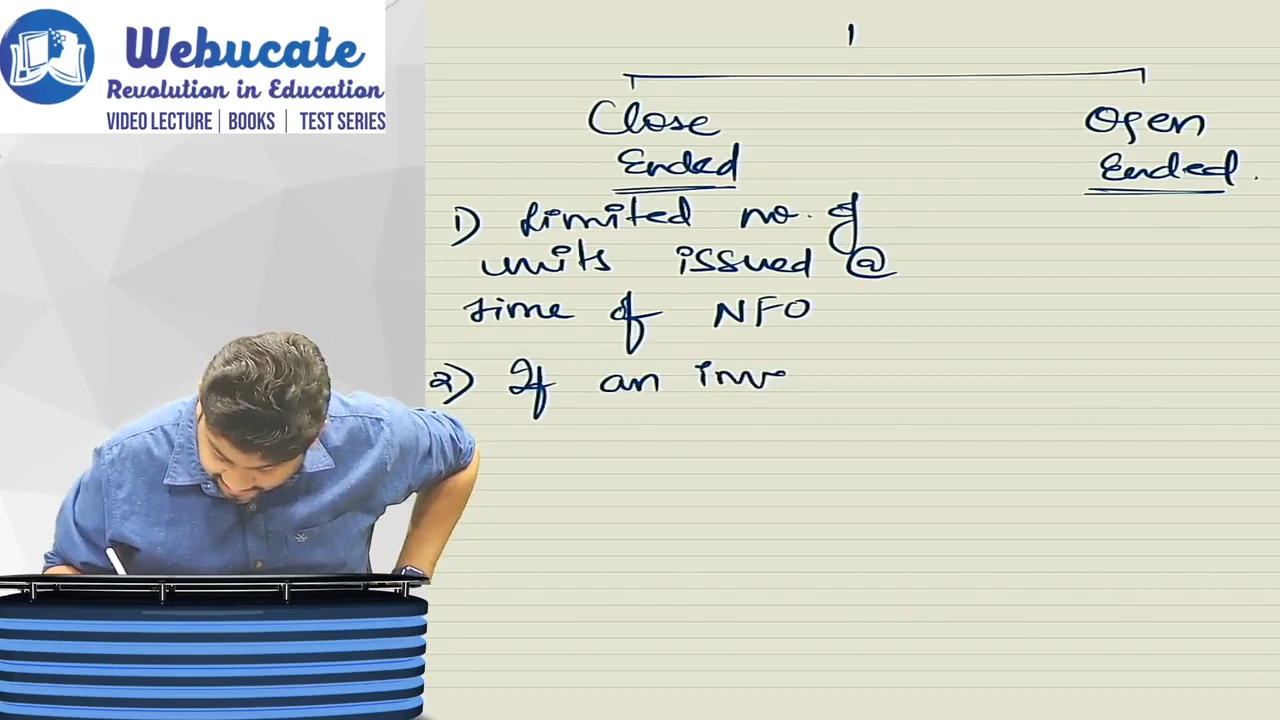 Webucate
Revolution in Education
VIDEO LECTURE | BOOKS | TEST SERIES
Close
Ended
Open
Ended.
1) Limited no. of
units issued @
time of NFO
2) If an inve